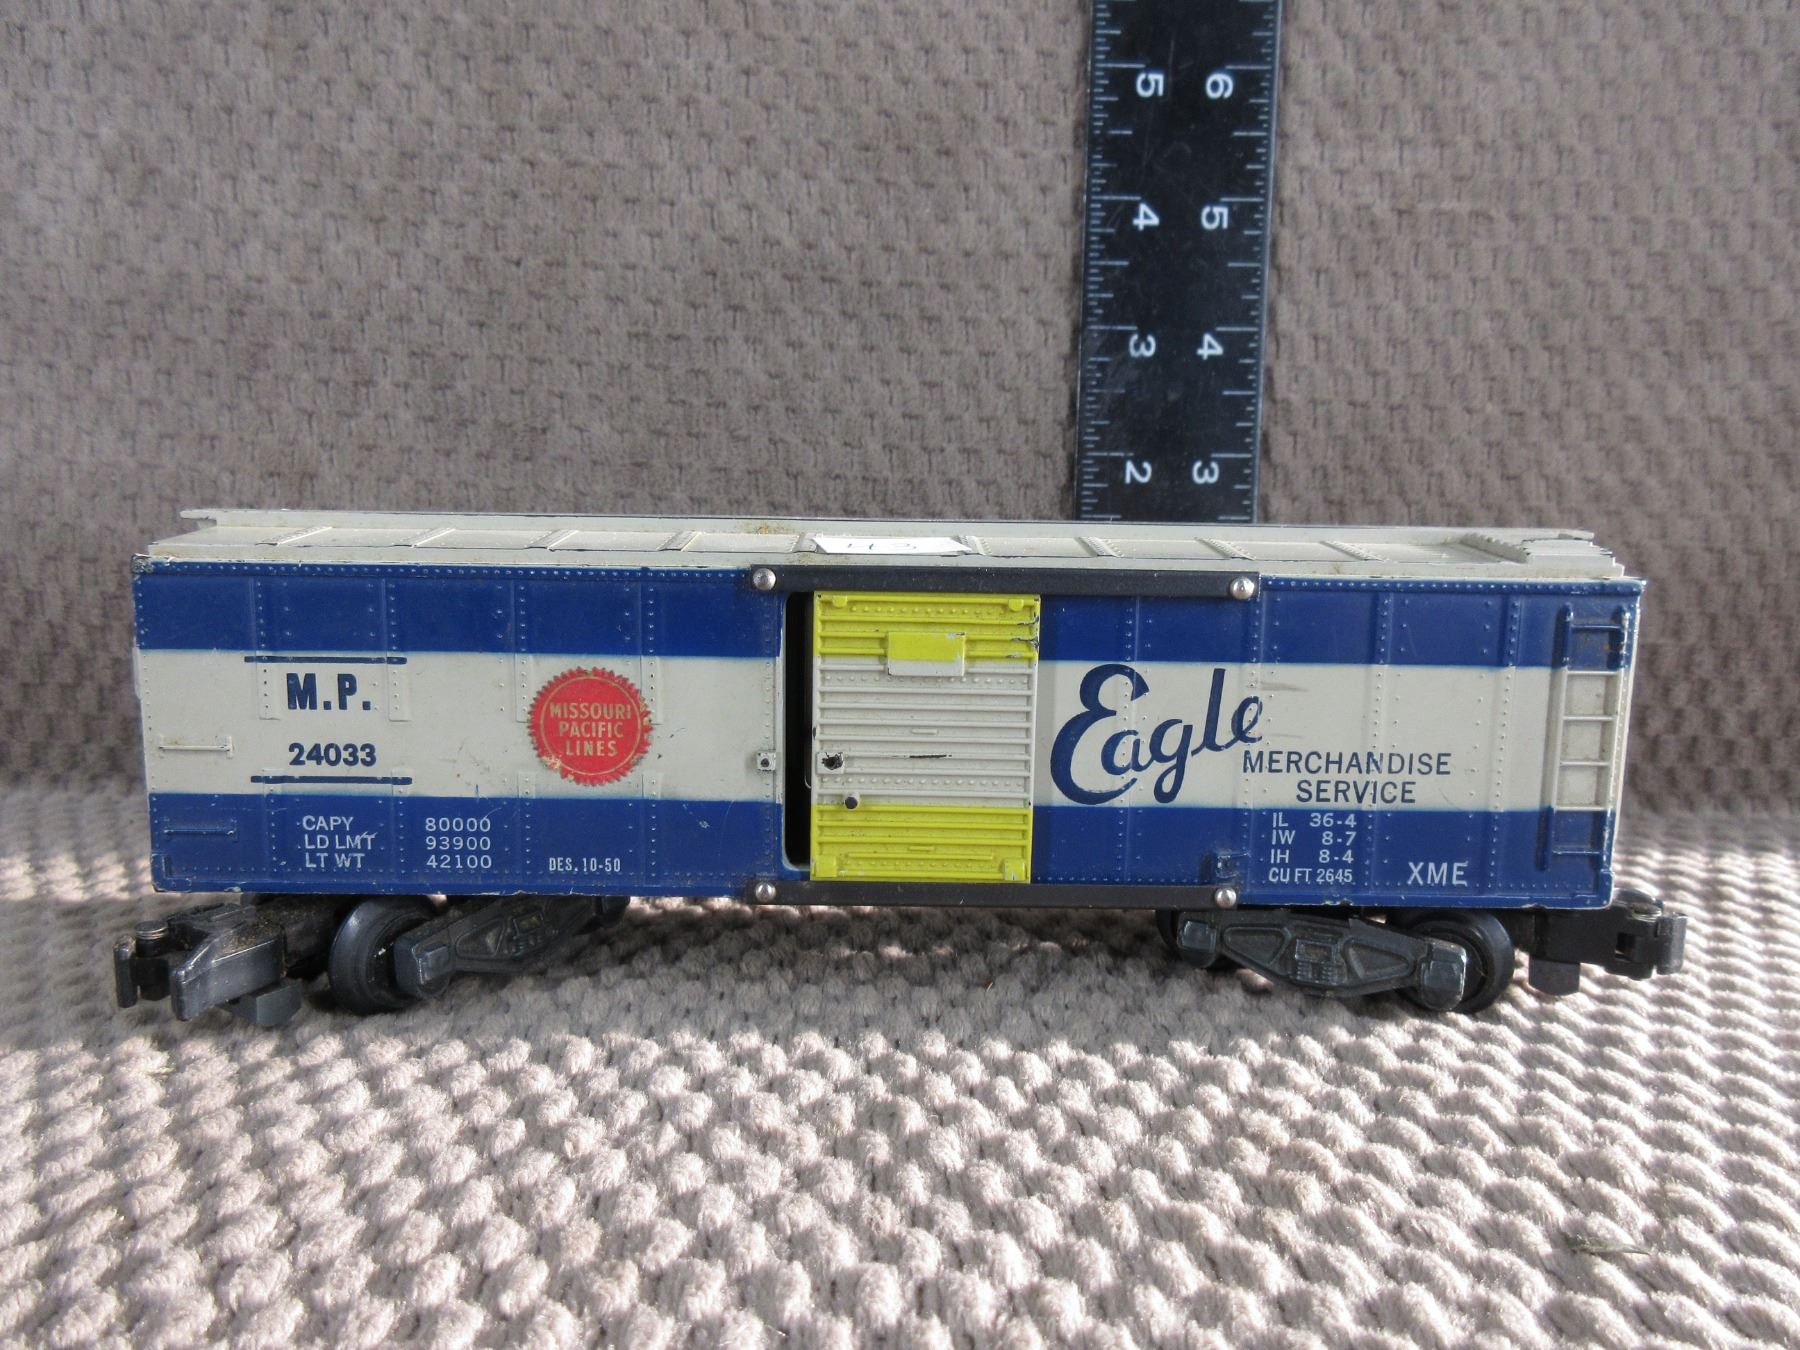 5 6
4 5
3 4
2 3
43
M.P.
24033
MISSOURI
PACIFIC
LINES
CAPY 80000
LD LMT 93900
LT WT 42100
DES. 10-50
Eagle
MERCHANDISE
SERVICE
IL 36-4
IW 8-7
IH 8-4
CU FT 2645
XME